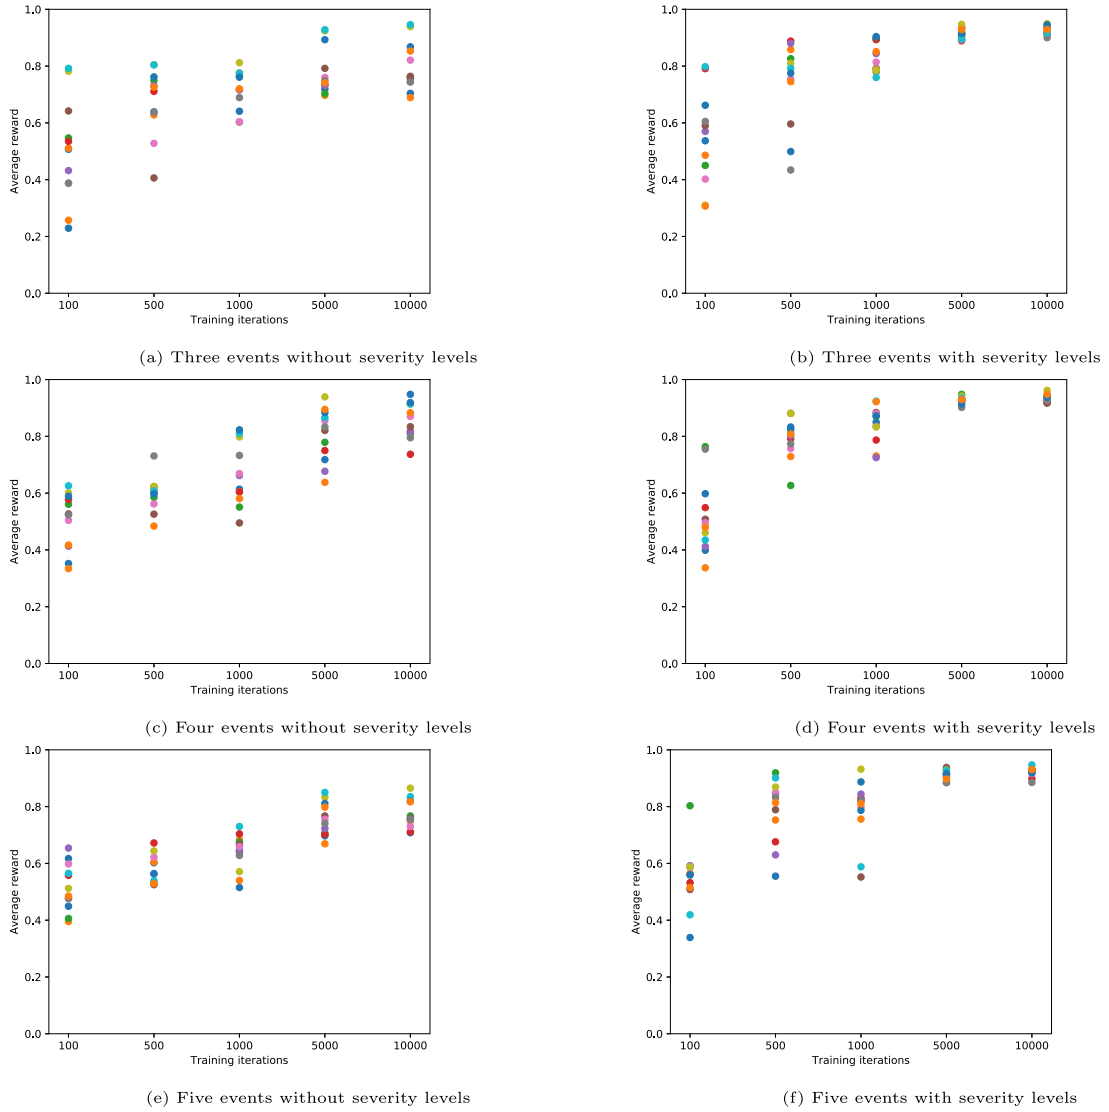 1.0
0.8
0.6
0.4
0.2
0.0
Average reward
100 500 1000 5000 10000
Training iterations
(a) Three events without severity levels
1.0
0.8
0.6
0.4
0.2
0.0
Average reward
100 500 1000 5000 10000
Training iterations
(b) Three events with severity levels
1.0
0.8
0.6
0.4
0.2
0.0
Average reward
100 500 1000 5000 10000
Training iterations
(c) Four events without severity levels
1.0
0.8
0.6
0.4
0.2
0.0
Average reward
100 500 1000 5000 10000
Training iterations
(d) Four events with severity levels
1.0
0.8
0.6
0.4
0.2
0.0
Average reward
100 500 1000 5000 10000
Training iterations
(e) Five events without severity levels
1.0
0.8
0.6
0.4
0.2
0.0
Average reward
100 500 1000 5000 10000
Training iterations
(f) Five events with severity levels